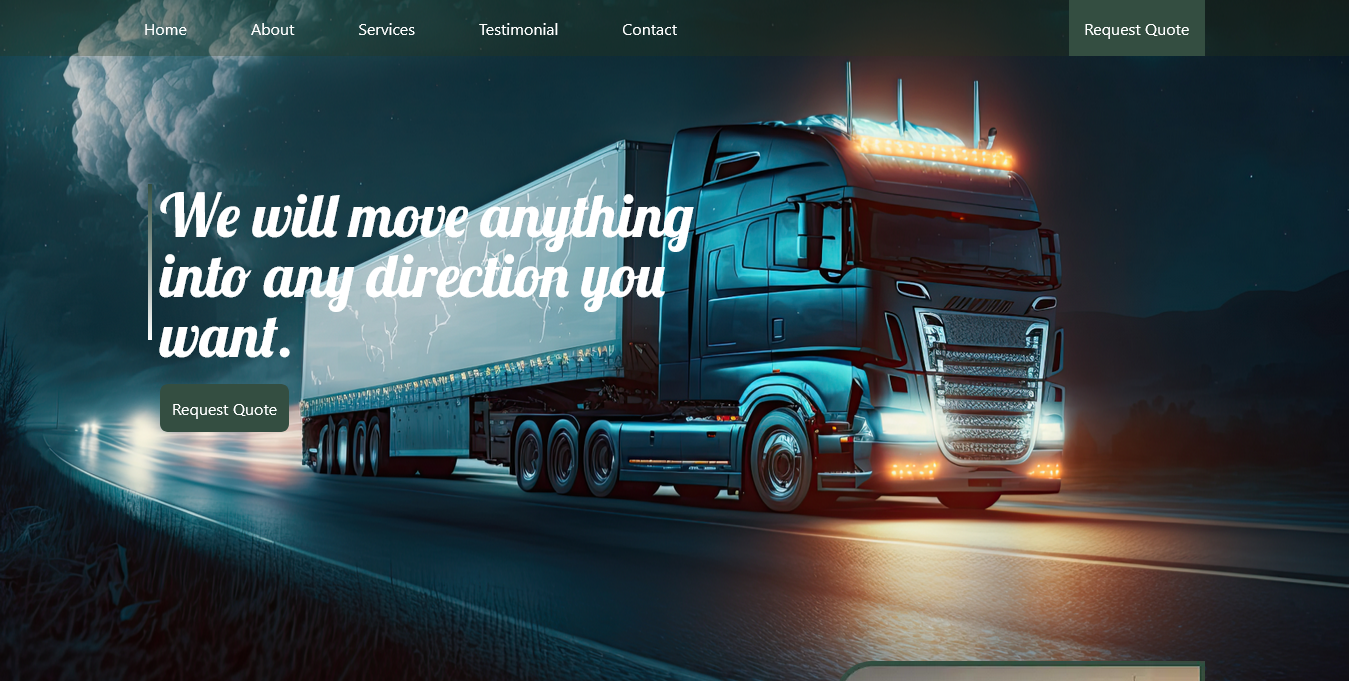 Home About Services Testimonial Contact Request Quote
We will move anything
into any direction you
want.
Request Quote